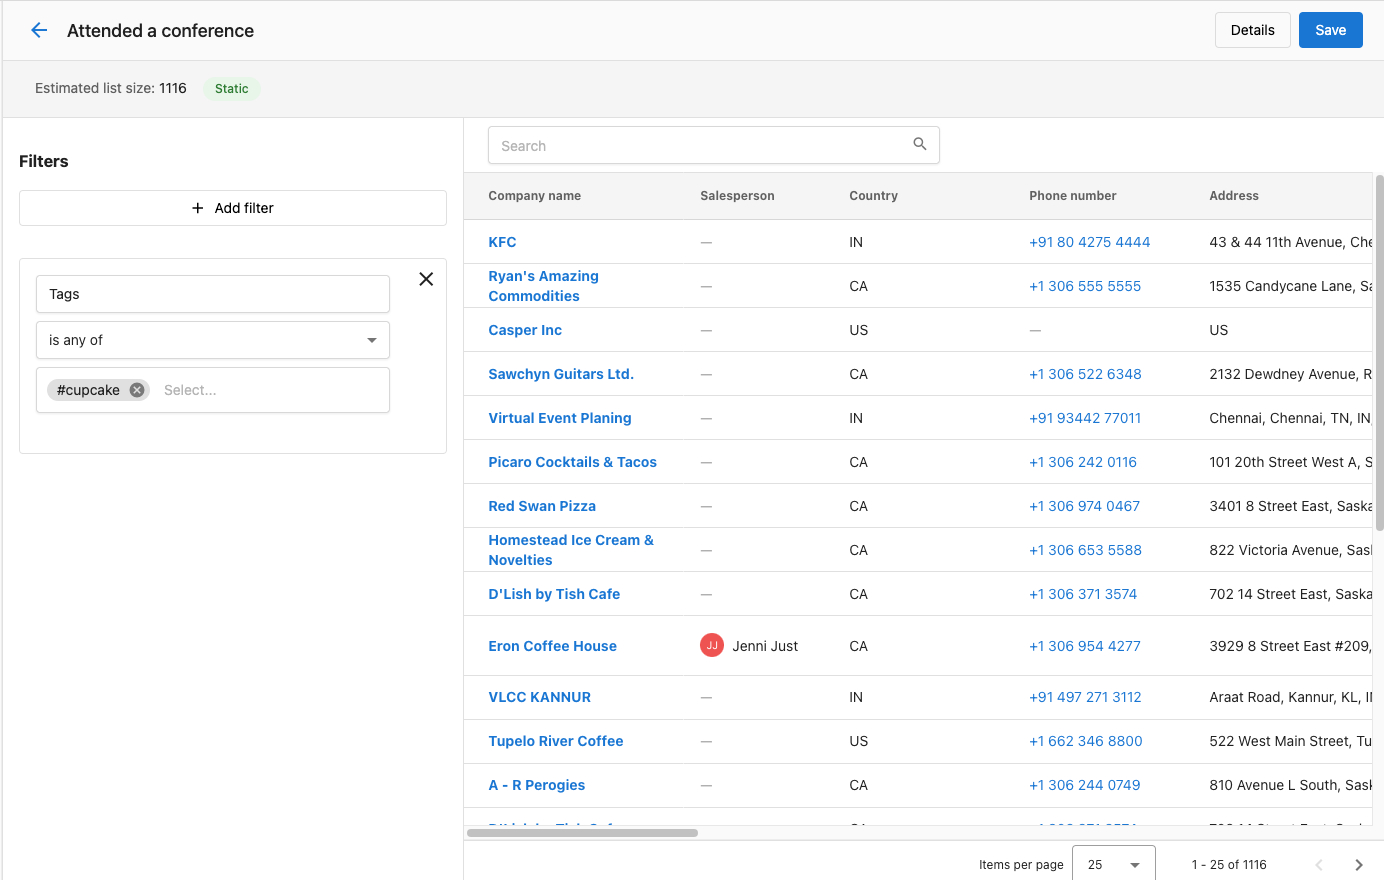 Attended a conference
Details
Save
Estimated list size: 1116
Static
Filters
Add filter
Tags
is any of
#cupcake
Select...
Search
Company name Salesperson Country Phone number Address
KFC — IN +91 80 4275 4444 43 & 44 11th Avenue, Che
Ryan's Amazing
Commodities — CA +1 306 555 5555 1535 Candycane Lane, Sa
Casper Inc — US — US
Sawchyn Guitars Ltd. — CA +1 306 522 6348 2132 Dewdney Avenue, R
Virtual Event Planing — IN +91 93442 77011 Chennai, Chennai, TN, IN,
Picaro Cocktails & Tacos — CA +1 306 242 0116 101 20th Street West A, S
Red Swan Pizza — CA +1 306 974 0467 3401 8 Street East, Saska
Homestead Ice Cream &
Novelties — CA +1 306 653 5588 822 Victoria Avenue, Sas
D'Lish by Tish Cafe — CA +1 306 371 3574 702 14 Street East, Saska
Eron Coffee House JJ Jenni Just CA +1 306 954 4277 3929 8 Street East #209,
VLCC KANNUR — IN +91 497 271 3112 Araat Road, Kannur, KL, I
Tupelo River Coffee — US +1 662 346 8800 522 West Main Street, Tu
A - R Perogies — CA +1 306 244 0749 810 Avenue L South, Sask
Items per page 25 1 - 25 of 1116